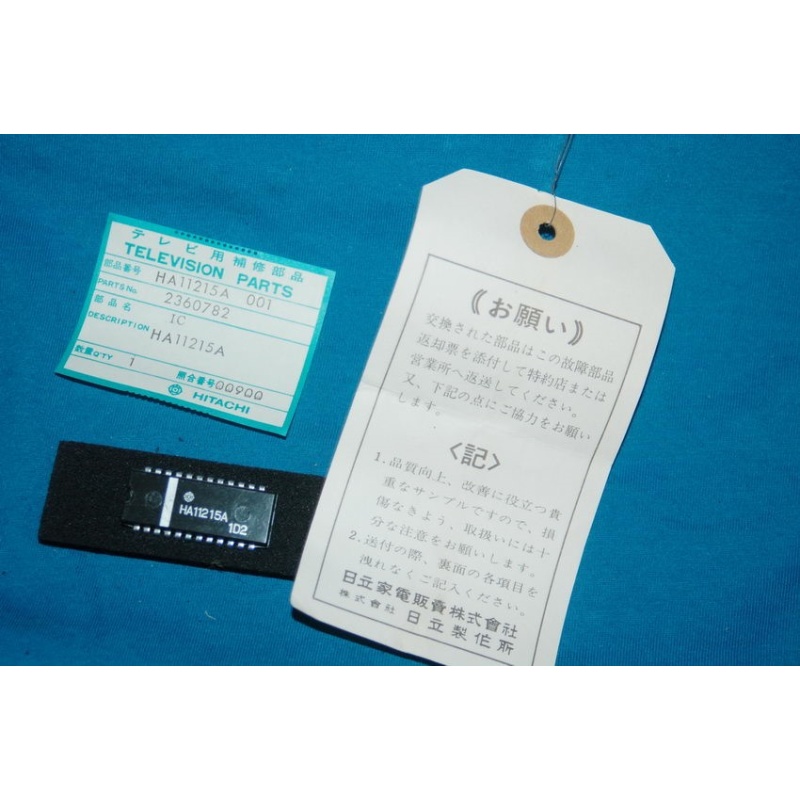 テレビ用補修部品
TELEVISION PARTS
部品番号 HA11215A 001
PARTS No. 2360782
部品名 IC
DESCRIPTION HA11215A
数量Q'TY 1
照合番号00900
HITACHI
HA11215A
1D2
《お願い》
交換された部品はこの故障部品
返却票を添付して特約店または
営業所へ返送してください。
又、下記の点にご協力をお願い
します。
〈記〉
1.品質向上、改善に役立つ貴
重なサンプルですので、損
傷なきよう、取扱いには十
分な注意をお願いします。
2.送付の際、裏面の各項目を
洩れなくご記入ください。
日立家電販賣株式會社
株式會社 日立製作所